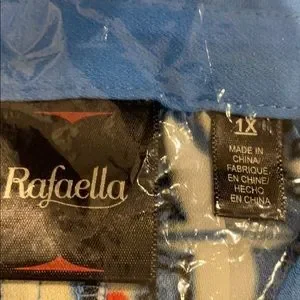 Rafaella
1X
MADE IN
CHINA/
FABRIQUÉ
EN CHINE/
HECHO
EN CHINA